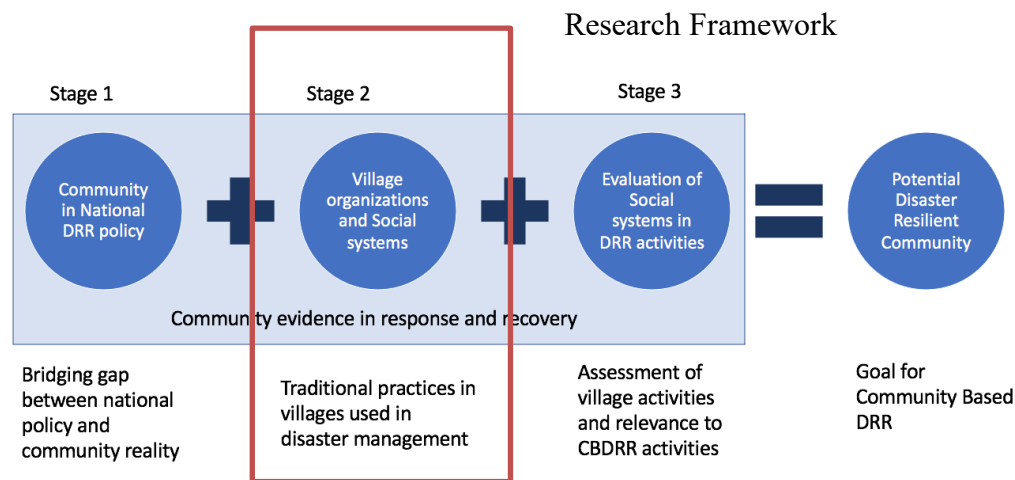 Research Framework
Stage 1
Stage 2
Stage 3
Community
in National
DRR policy
Village
organizations
and Social
systems
Evaluation of
Social
systems in
DRR activities
Potential
Disaster
Resilient
Community
Community evidence in response and recovery
Bridging gap
between national
policy and
community reality
Traditional practices in
villages used in
disaster management
Assessment of
village activities
and relevance to
CBDRR activities
Goal for
Community Based
DRR